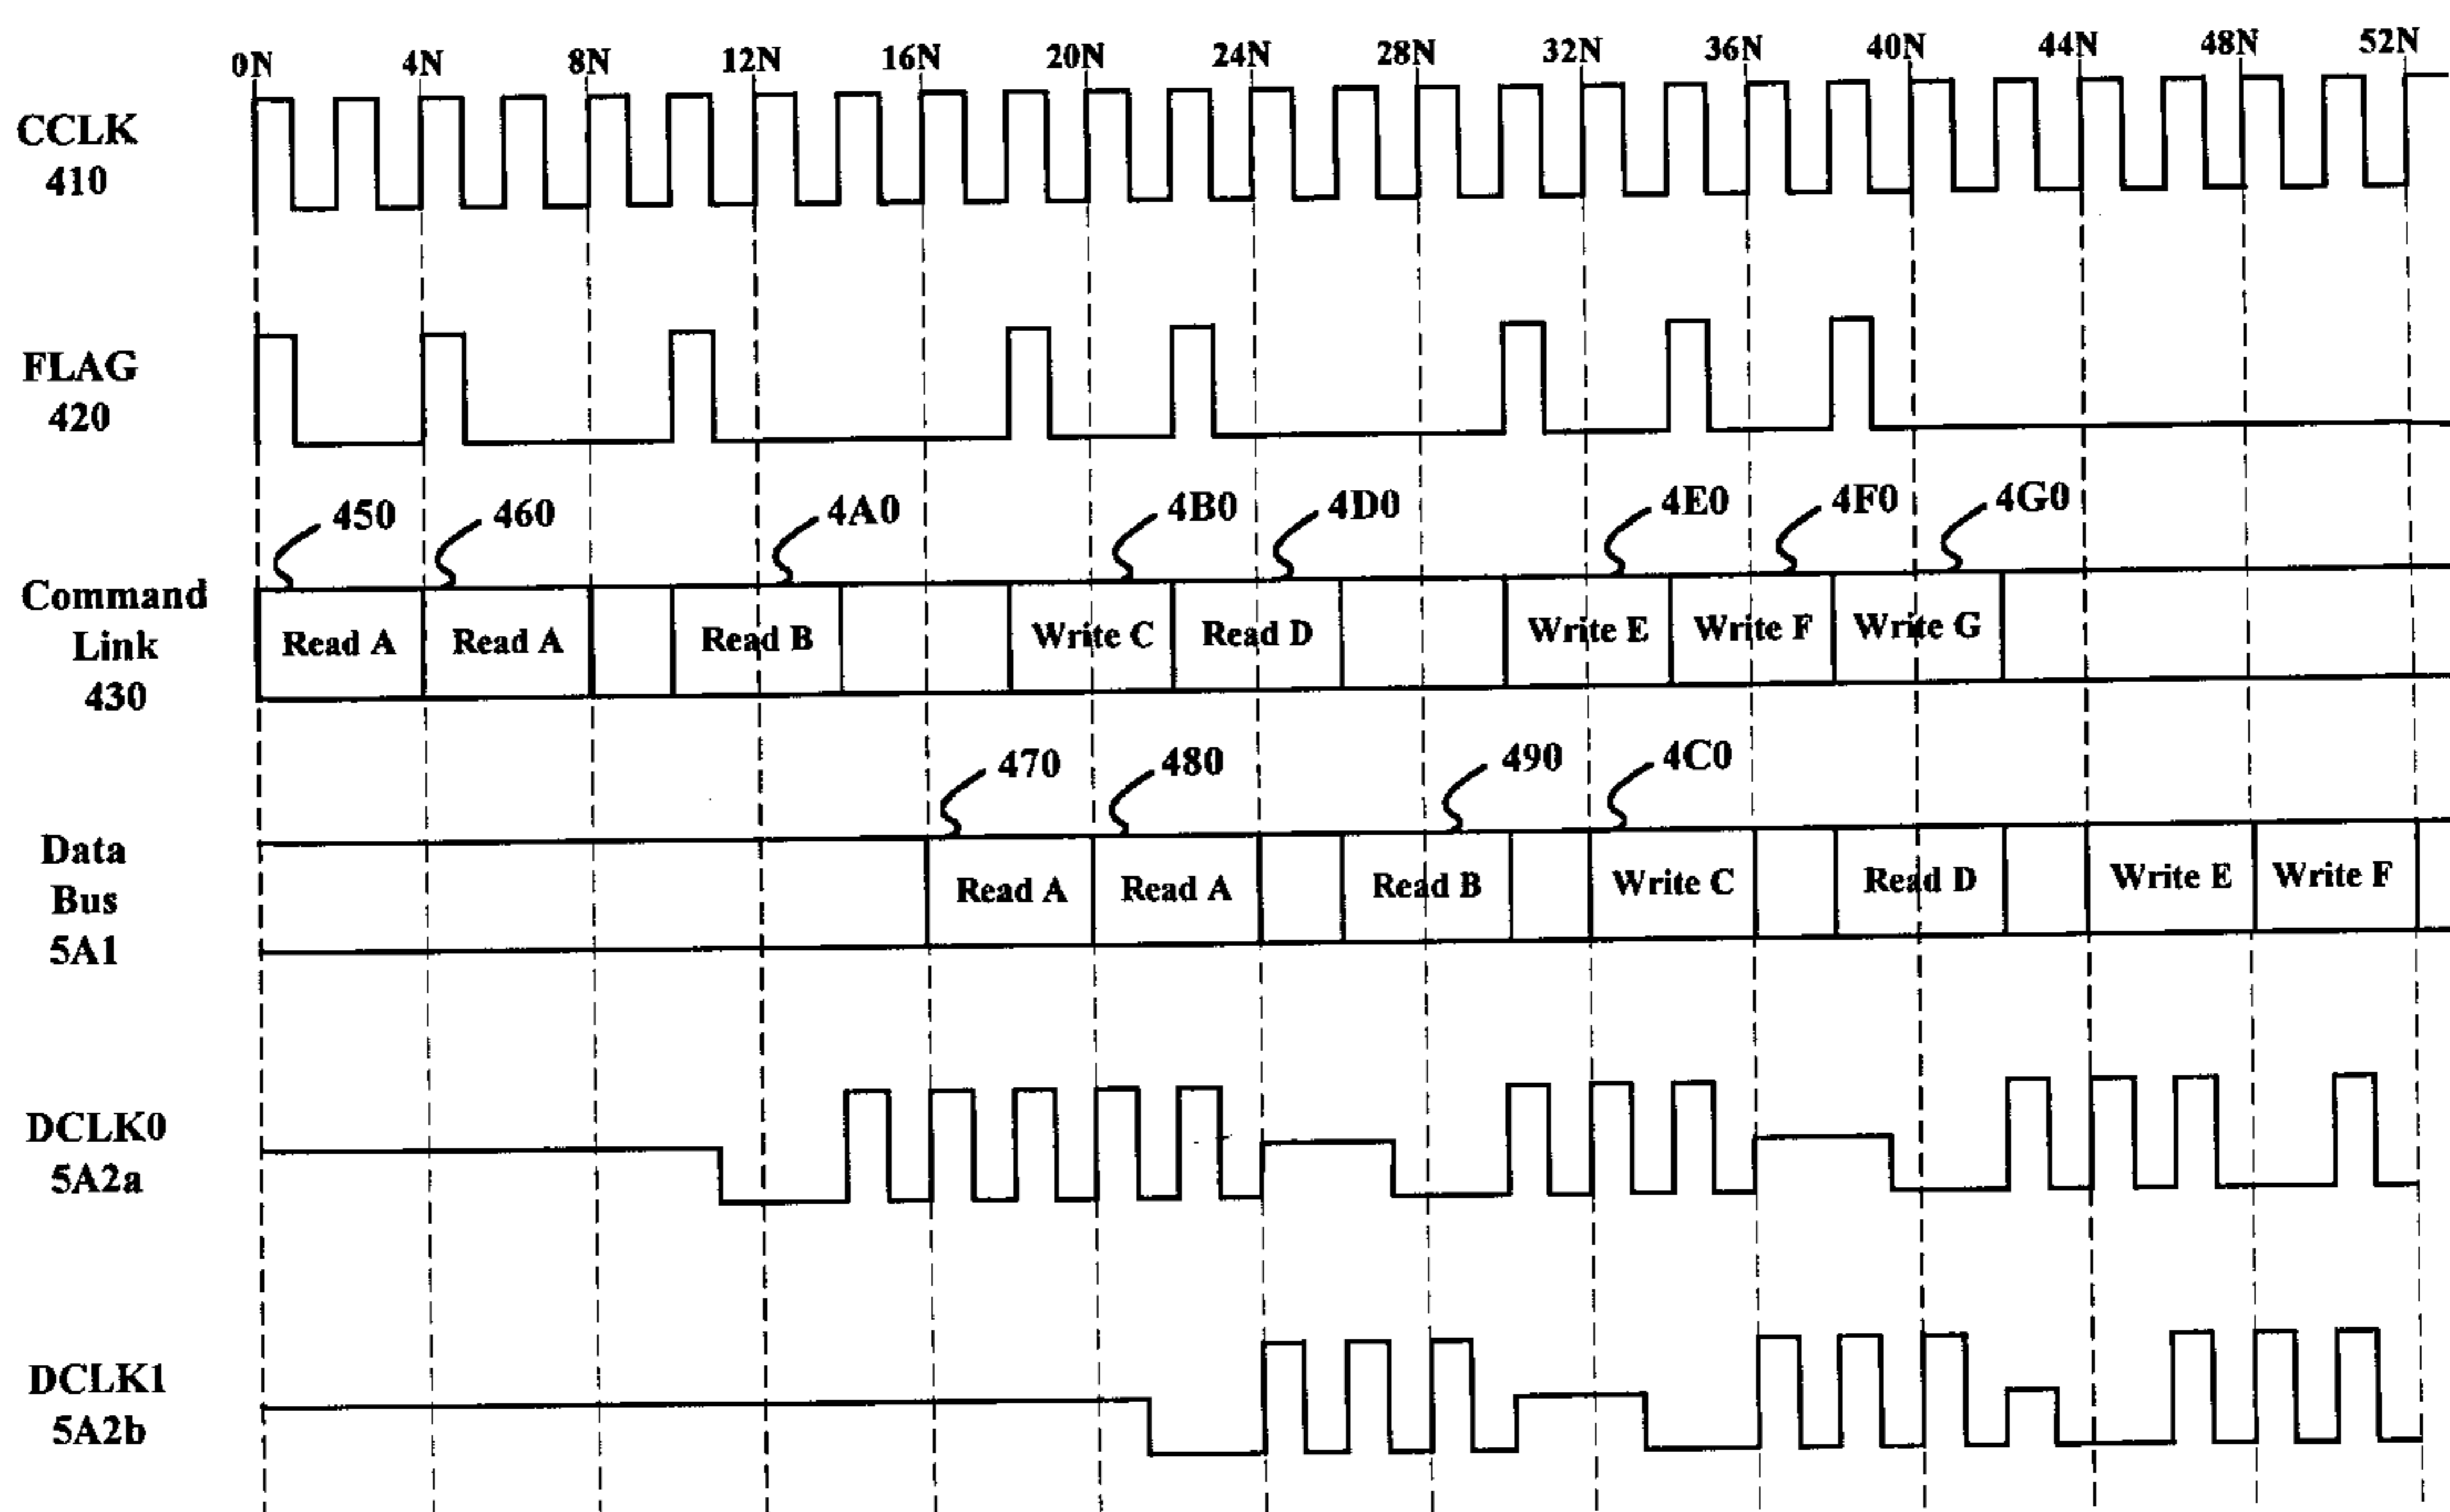 0N 4N 8N 12N 16N 20N 24N 28N 32N 36N 40N 44N 48N 52N
CCLK
410
FLAG
420
450 460 4A0 4B0 4D0 4E0 4F0 4G0
Command
Link
430
Read A Read A Read B Write C Read D Write E Write F Write G
470 480 490 4C0
Data
Bus
5A1
Read A Read A Read B Write C Read D Write E Write F
DCLK0
5A2a
DCLK1
5A2b